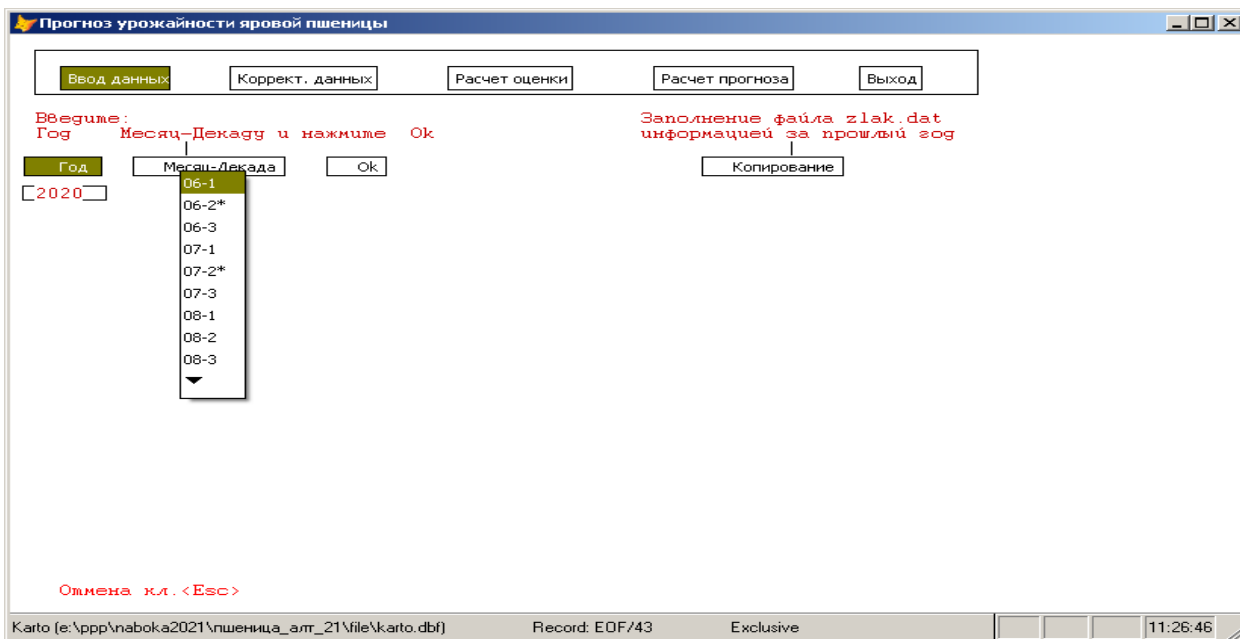 Прогноз урожайности яровой пшеницы
Ввод данных Коррект. данных Расчет оценки Расчет прогноза Выход
Введите: Заполнение файла zlak.dat
Год Месяц-Декаду и нажмите Ok информацией за прошлый год
Год Месяц-Декада Ok Копирование
2020
06-1
06-2*
06-3
07-1
07-2*
07-3
08-1
08-2
08-3
Отмена кл.<Esc>
Karto (e:\ppp\naboka2021\пшеница_алт_21\file\karto.dbf) Record: EOF/43 Exclusive 11:26:46